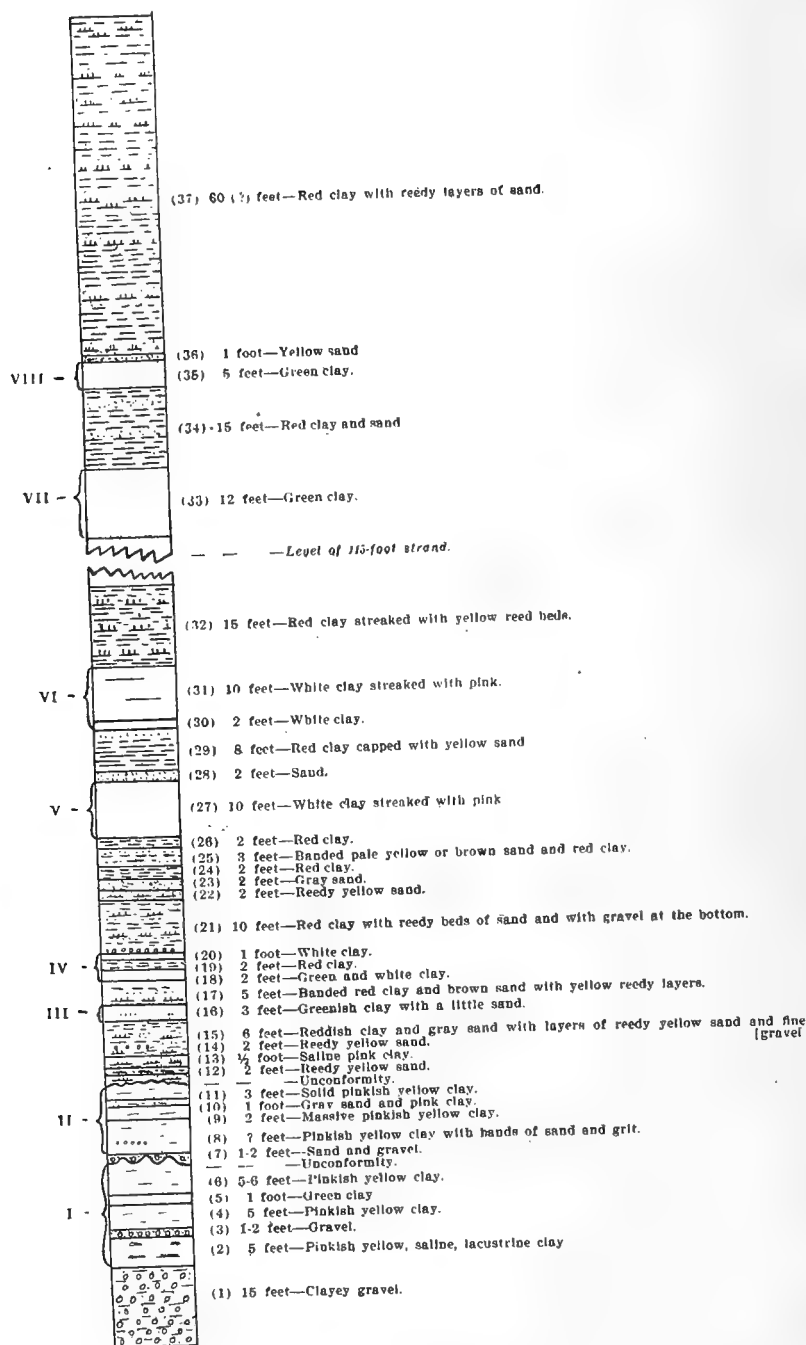 (37) 60 (?) feet—Red clay with reedy layers of sand.
(36) 1 foot—Yellow sand
VIII (35) 5 feet—Green clay.
(34) 15 feet—Red clay and sand
VII (33) 12 feet—Green clay.
— — —Level of 115-foot strand.
(32) 15 feet—Red clay streaked with yellow reed beds.
VI (31) 10 feet—White clay streaked with pink.
(30) 2 feet—White clay.
(29) 8 feet—Red clay capped with yellow sand
(28) 2 feet—Sand.
V (27) 10 feet—White clay streaked with pink
(26) 2 feet—Red clay.
(25) 3 feet—Banded pale yellow or brown sand and red clay.
(24) 2 feet—Red clay.
(23) 2 feet—Gray sand.
(22) 2 feet—Reedy yellow sand.
(21) 10 feet—Red clay with reedy beds of sand and with gravel at the bottom.
(20) 1 foot—White clay.
IV (19) 2 feet—Red clay.
(18) 2 feet—Green and white clay.
(17) 5 feet—Banded red clay and brown sand with yellow reedy layers.
III (16) 3 feet—Greenish clay with a little sand.
(15) 6 feet—Reddish clay and gray sand with layers of reedy yellow sand and fine
[gravel
(14) 2 feet—Reedy yellow sand.
(13) ½ foot—Saline pink clay.
(12) 2 feet—Reedy yellow sand.
— — —Unconformity.
(11) 3 feet—Solid pinkish yellow clay.
(10) 1 foot—Gray sand and pink clay.
II (9) 2 feet—Massive pinkish yellow clay.
(8) 7 feet—Pinkish yellow clay with bands of sand and grit.
(7) 1-2 feet—Sand and gravel.
— — —Unconformity.
(6) 5-6 feet—Pinkish yellow clay.
(5) 1 foot—Green clay
I (4) 5 feet—Pinkish yellow clay.
(3) 1-2 feet—Gravel.
(2) 5 feet—Pinkish yellow, saline, lacustrine clay
(1) 15 feet—Clayey gravel.